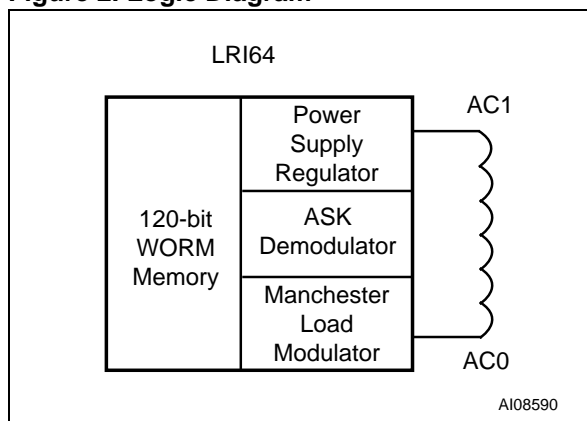 Figure 2. Logic Diagram
LRI64
Power
Supply
Regulator
AC1
120-bit
WORM
Memory
ASK
Demodulator
Manchester
Load
Modulator
AC0
AI08590